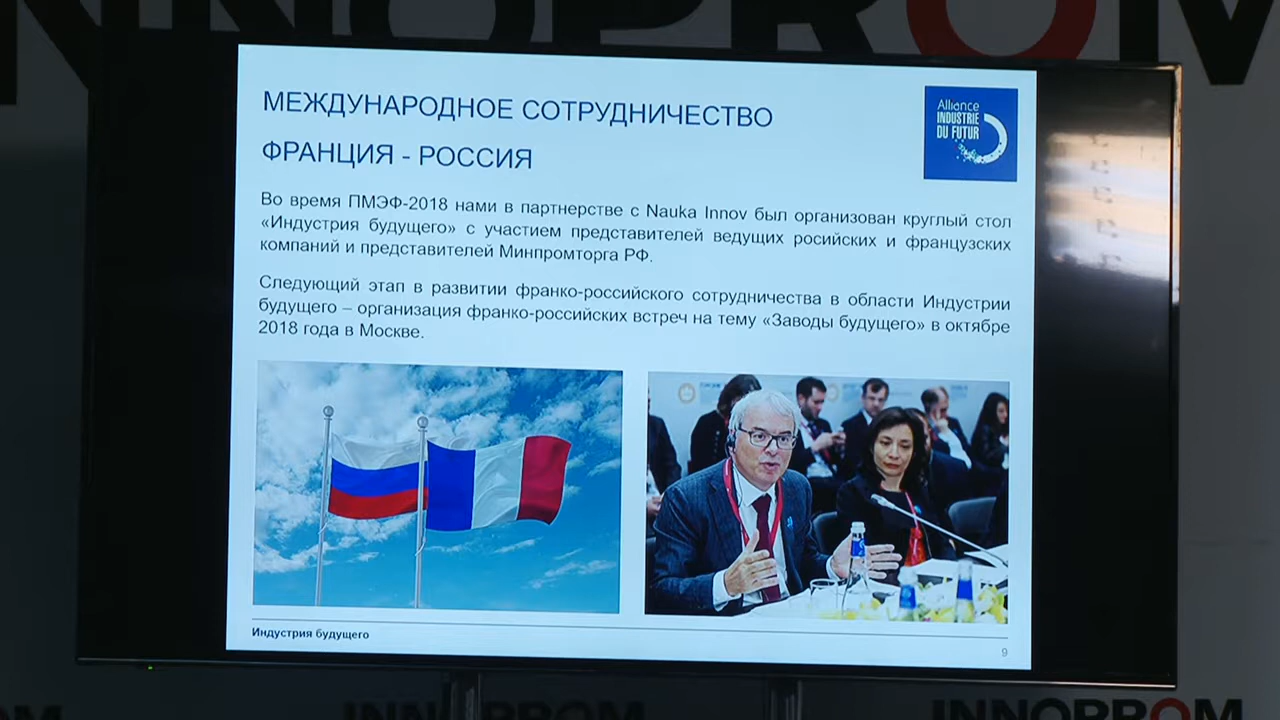 INNOPROM
МЕЖДУНАРОДНОЕ СОТРУДНИЧЕСТВО
ФРАНЦИЯ - РОССИЯ
Alliance
INDUSTRIE
DU FUTUR
Во время ПМЭФ-2018 нами в партнерстве с Nauka Innov был организован круглый стол
«Индустрия будущего» с участием представителей ведущих росийских и французских
компаний и представителей Минпромторга РФ.
Следующий этап в развитии франко-российского сотрудничества в области Индустрии
будущего – организация франко-российских встреч на тему «Заводы будущего» в октябре
2018 года в Москве.
Индустрия будущего
9
INNOPROM
INNOPROM